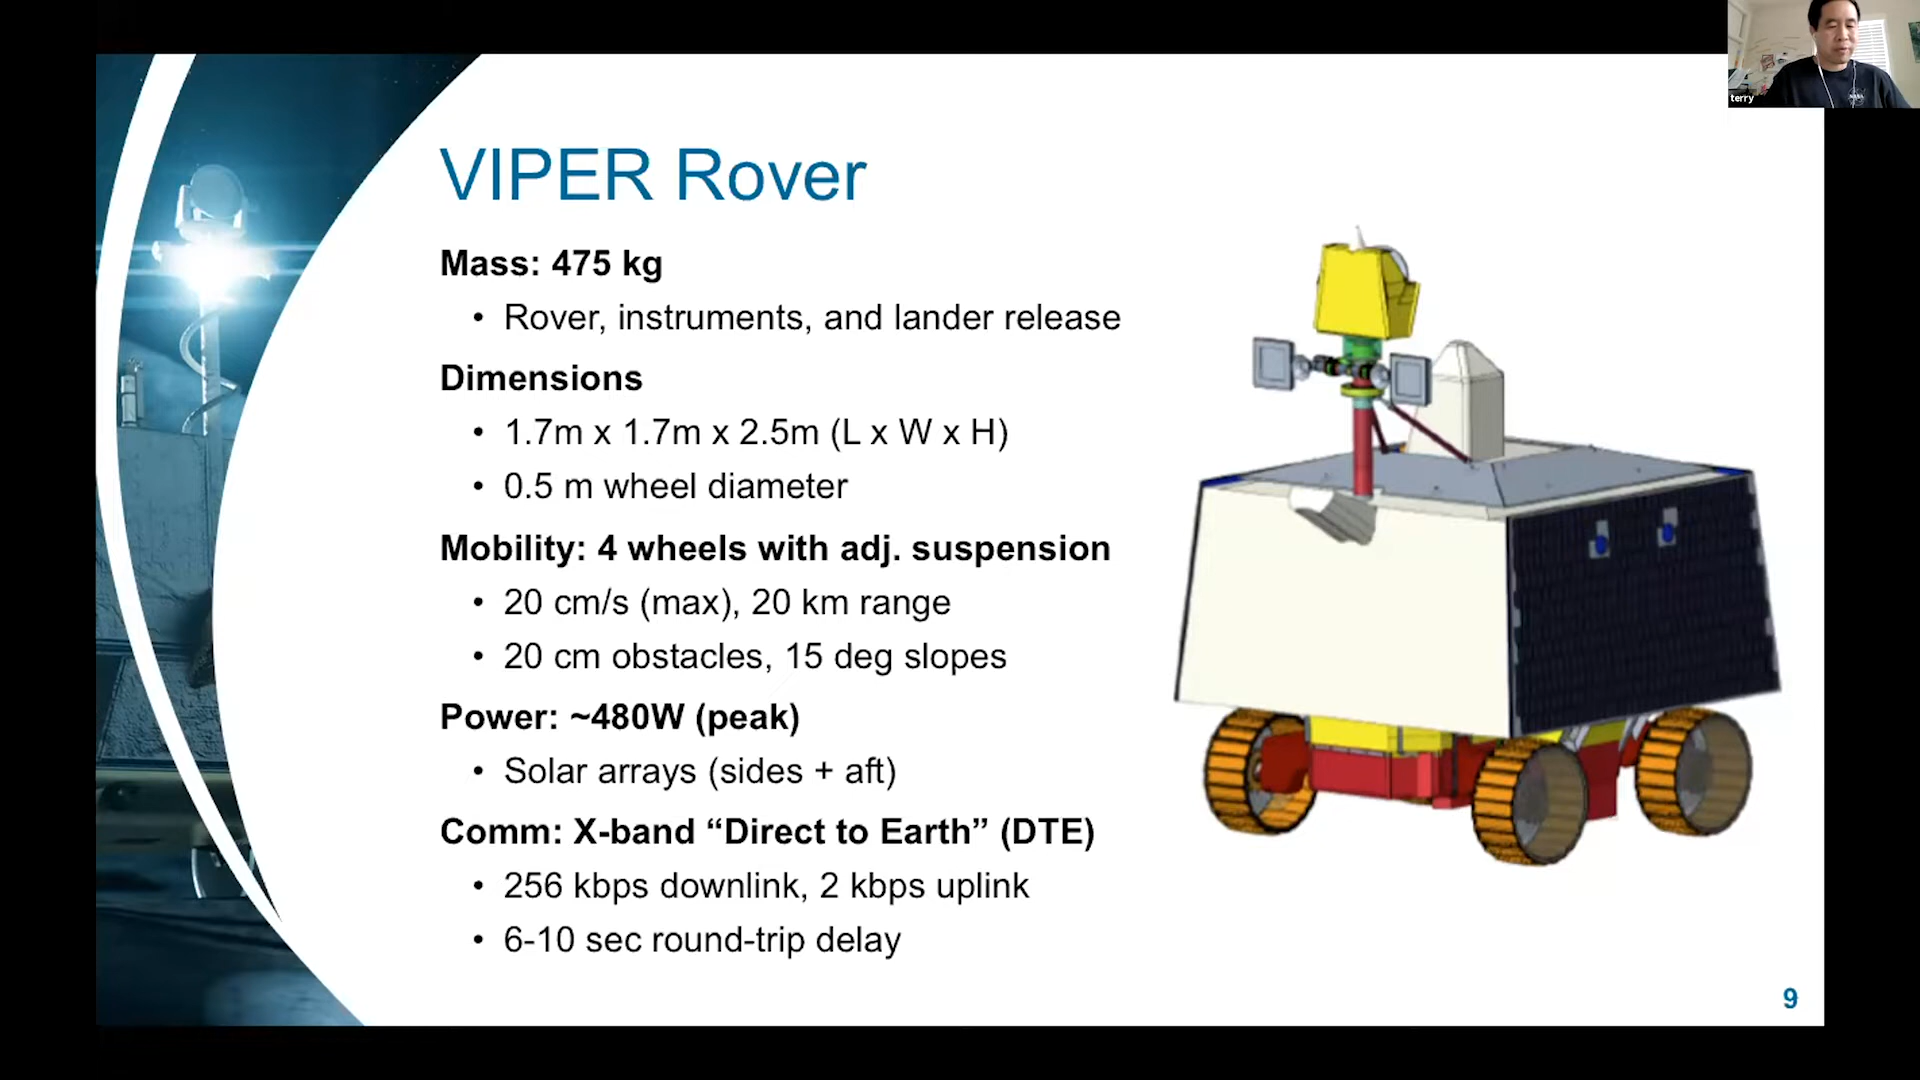 terry
VIPER Rover
Mass: 475 kg
• Rover, instruments, and lander release
Dimensions
• 1.7m x 1.7m x 2.5m (L x W x H)
• 0.5 m wheel diameter
Mobility: 4 wheels with adj. suspension
• 20 cm/s (max), 20 km range
• 20 cm obstacles, 15 deg slopes
Power: ~480W (peak)
• Solar arrays (sides + aft)
Comm: X-band “Direct to Earth” (DTE)
• 256 kbps downlink, 2 kbps uplink
• 6-10 sec round-trip delay
9